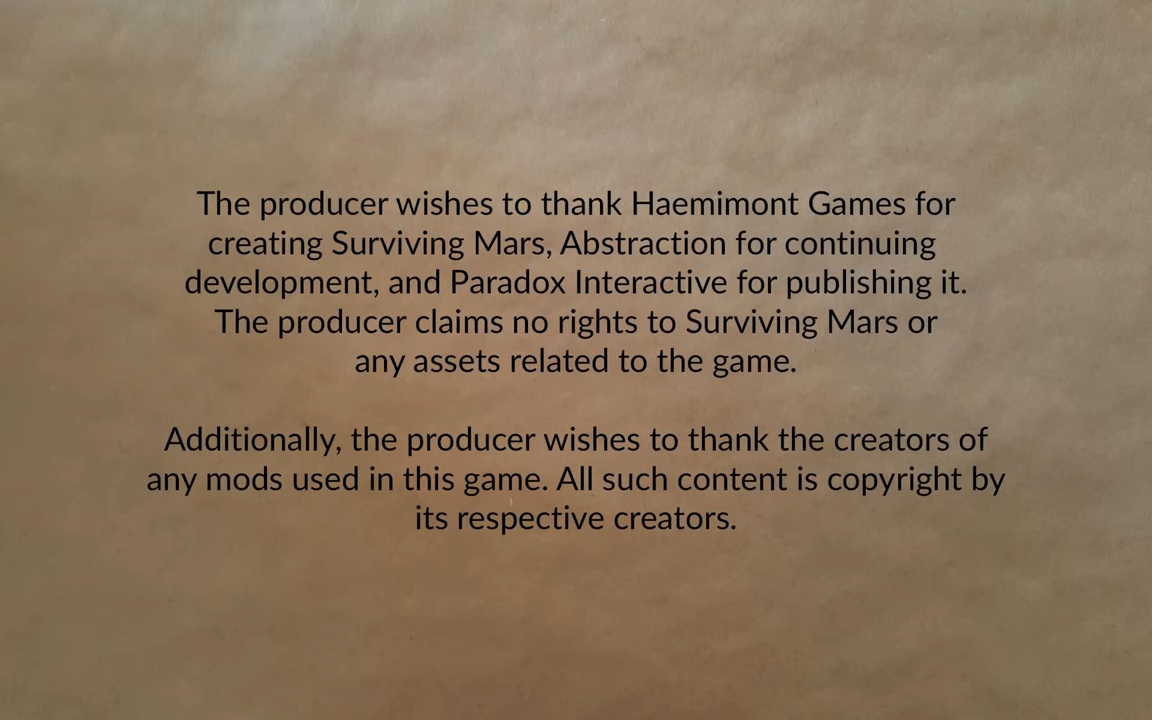 The producer wishes to thank Haemimont Games for
creating Surviving Mars, Abstraction for continuing
development, and Paradox Interactive for publishing it.
The producer claims no rights to Surviving Mars or
any assets related to the game.
Additionally, the producer wishes to thank the creators of
any mods used in this game. All such content is copyright by
its respective creators.